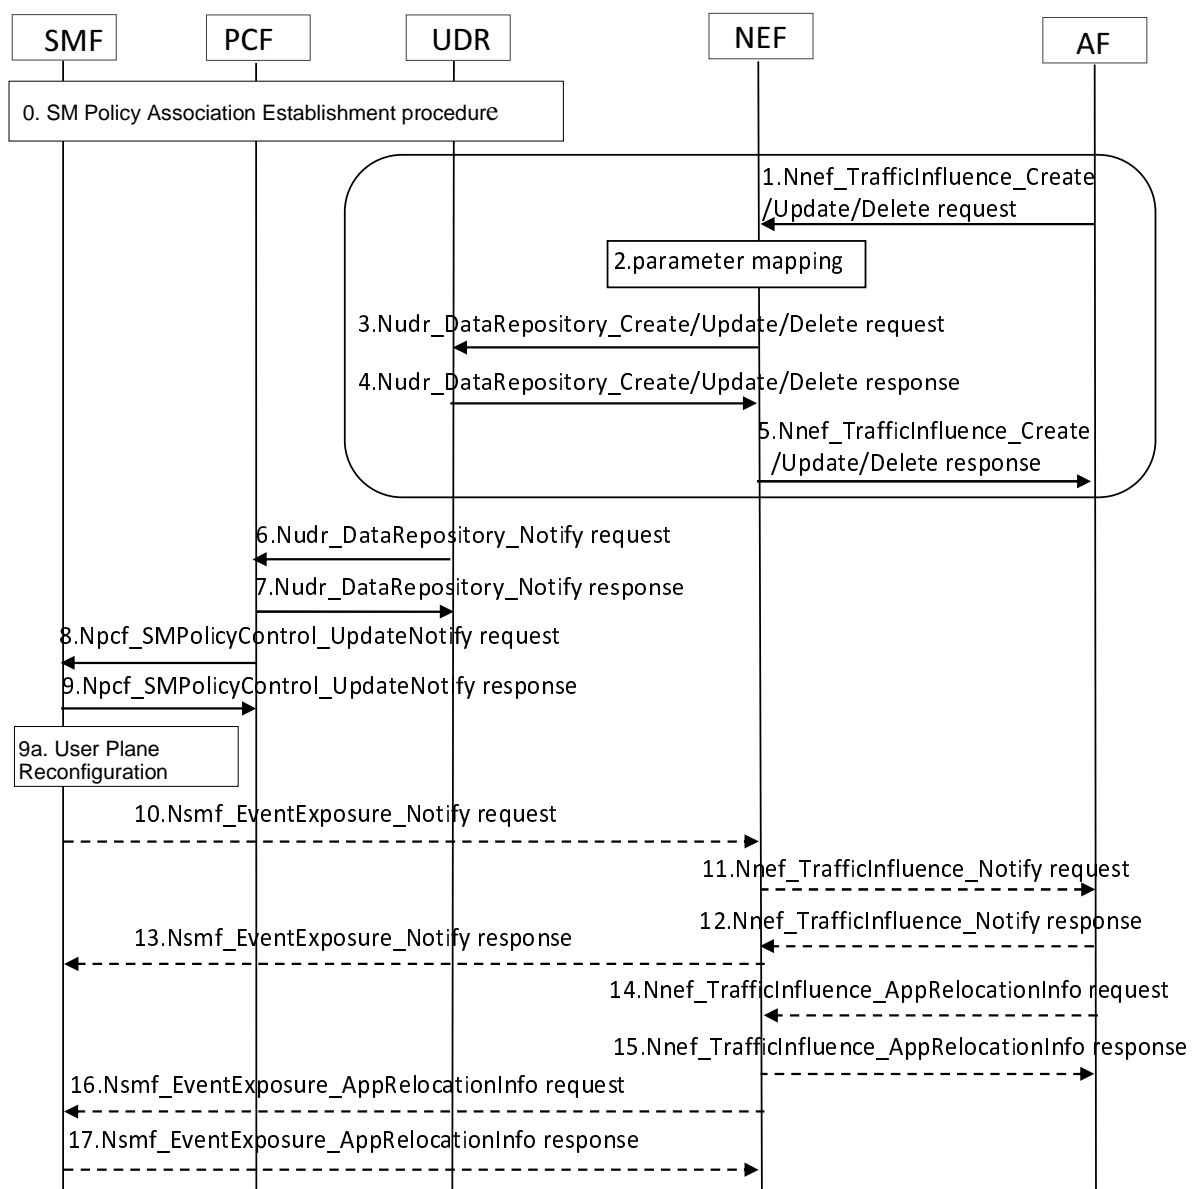 SMF
PCF
UDR
NEF
AF
0. SM Policy Association Establishment procedure
1.Nnef_TrafficInfluence_Create
/Update/Delete request
2.parameter mapping
3.Nudr_DataRepository_Create/Update/Delete request
4.Nudr_DataRepository_Create/Update/Delete response
5.Nnef_TrafficInfluence_Create
/Update/Delete response
6.Nudr_DataRepository_Notify request
7.Nudr_DataRepository_Notify response
8.Npcf_SMPolicyControl_UpdateNotify request
9.Npcf_SMPolicyControl_UpdateNotify response
9a. User Plane
Reconfiguration
10.Nsmf_EventExposure_Notify request
11.Nnef_TrafficInfluence_Notify request
12.Nnef_TrafficInfluence_Notify response
13.Nsmf_EventExposure_Notify response
14.Nnef_TrafficInfluence_AppRelocationInfo request
15.Nnef_TrafficInfluence_AppRelocationInfo response
16.Nsmf_EventExposure_AppRelocationInfo request
17.Nsmf_EventExposure_AppRelocationInfo response